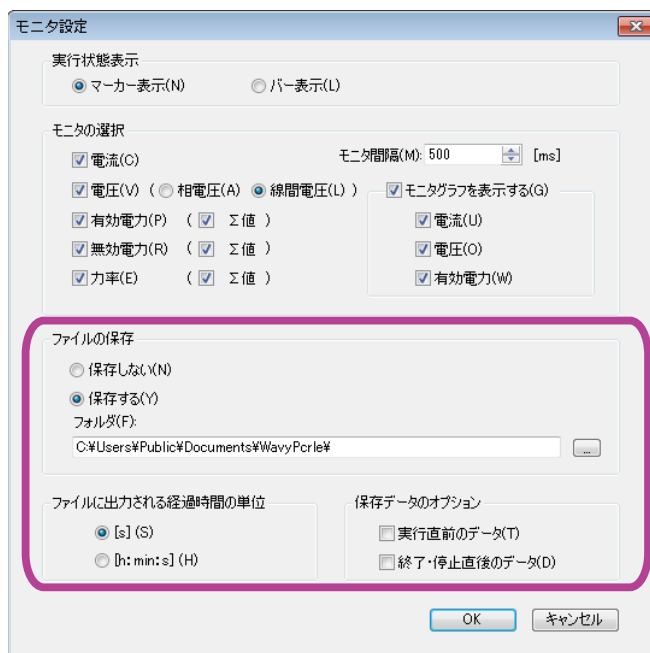 モニタ設定
実行状態表示
マーカー表示(N) バー表示(L)
モニタの選択
電流(C) モニタ間隔(M): 500 [ms]
電圧(V) ( 相電圧(A) 線間電圧(L) ) モニタグラフを表示する(G)
有効電力(P) ( Σ値 ) 電流(U)
無効電力(R) ( Σ値 ) 電圧(O)
力率(E) ( Σ値 ) 有効電力(W)
ファイルの保存
保存しない(N)
保存する(Y)
フォルダ(F):
C:¥Users¥Public¥Documents¥WavyPcrle¥ ...
ファイルに出力される経過時間の単位 保存データのオプション
[s] (S) 実行直前のデータ(T)
[h:min:s] (H) 終了・停止直後のデータ(D)
OK キャンセル